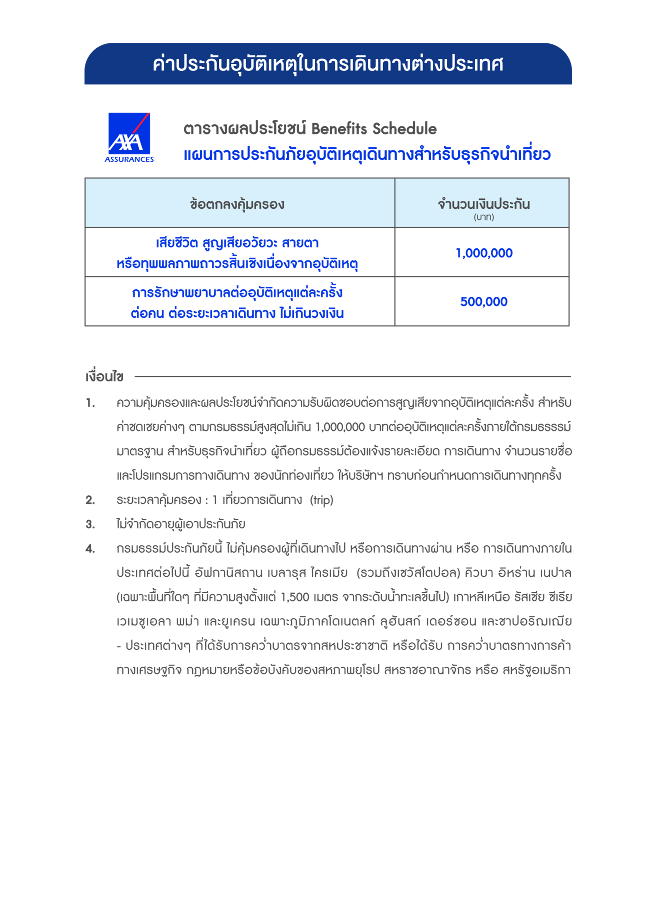 ค่าประกันอุบัติเหตุในการเดินทางต่างประเทศ
AXA
ASSURANCES
ตารางผลประโยชน์ Benefits Schedule
แผนการประกันภัยอุบัติเหตุเดินทางสำหรับธุรกิจนำเที่ยว
ข้อตกลงคุ้มครอง
จำนวนเงินประกัน
(บาท)
เสียชีวิต สูญเสียอวัยวะ สายตา
หรือทุพพลภาพถาวรสิ้นเชิงเนื่องจากอุบัติเหตุ
1,000,000
การรักษาพยาบาลต่ออุบัติเหตุแต่ละครั้ง
ต่อคน ต่อระยะเวลาเดินทาง ไม่เกินวงเงิน
500,000
เงื่อนไข
1. ความคุ้มครองและผลประโยชน์จำกัดความรับผิดชอบต่อการสูญเสียจากอุบัติเหตุแต่ละครั้ง สำหรับ
ค่าชดเชยค่างๆ ตามกรมธรรม์สูงสุดไม่เกิน 1,000,000 บาทต่ออุบัติเหตุแต่ละครั้งภายใต้กรมธรรรม์
มาตรฐาน สำหรับธุรกิจนำเที่ยว ผู้ถือกรมธรรม์ต้องแจ้งรายละเอียด การเดินทาง จำนวนรายชื่อ
และโปรแกรมการทางเดินทาง ของนักท่องเที่ยว ให้บริษัทฯ ทราบก่อนกำหนดการเดินทางทุกครั้ง
2. ระยะเวลาคุ้มครอง : 1 เที่ยวการเดินทาง (trip)
3. ไม่จำกัดอายุผู้เอาประกันภัย
4. กรมธรรม์ประกันภัยนี้ ไม่คุ้มครองผู้ที่เดินทางไป หรือการเดินทางผ่าน หรือ การเดินทางภายใน
ประเทศต่อไปนี้ อัฟกานิสถาน เบลารุส ไครเมีย (รวมถึงเซวัสโตปอล) คิวบา อิหร่าน เนปาล
(เฉพาะพื้นที่ใดๆ ที่มีความสูงตั้งแต่ 1,500 เมตร จากระดับน้ำทะเลขึ้นไป) เกาหลีเหนือ รัสเซีย ซีเรีย
เวเนซูเอลา พม่า และยูเครน เฉพาะภูมิภาคโดเนตลก์ ลูฮันสก์ เคอร์ซอน และซาปอริฌเฌีย
- ประเทศต่างๆ ที่ได้รับการคว่ำบาตรจากสหประชาชาติ หรือได้รับ การคว่ำบาตรทางการค้า
ทางเศรษฐกิจ กฎหมายหรือข้อบังคับของสหภาพยุโรป สหราชอาณาจักร หรือ สหรัฐอเมริกา